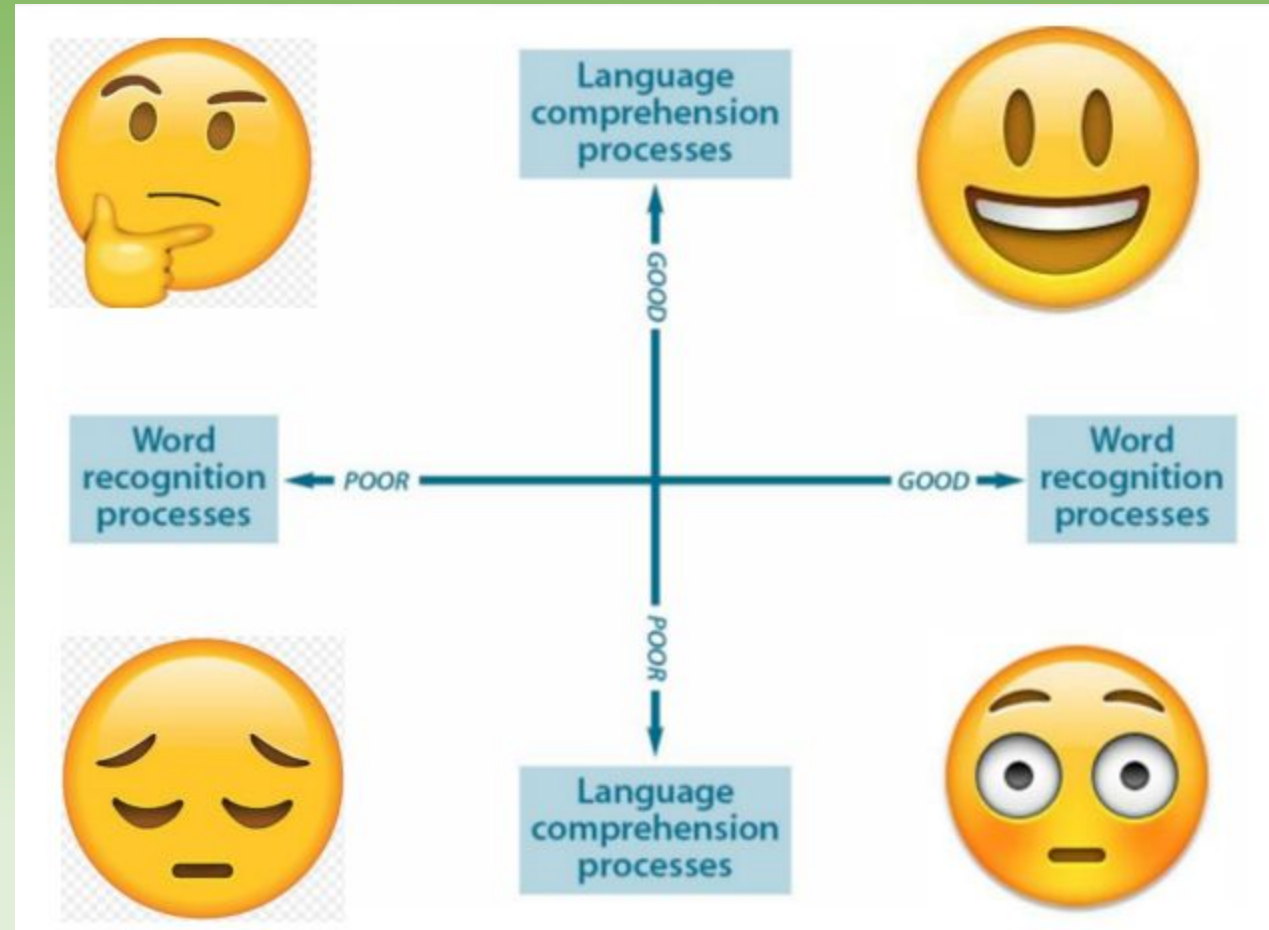 Language
comprehension
processes
GOOD
Word
recognition
processes
POOR
GOOD
Word
recognition
processes
POOR
Language
comprehension
processes